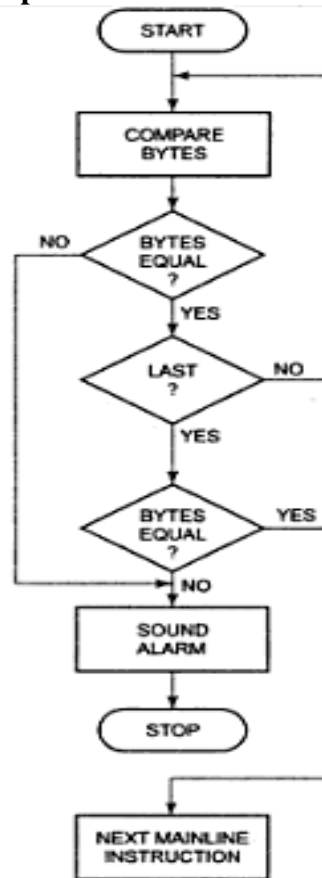 START
COMPARE
BYTES
NO
BYTES
EQUAL
?
YES
LAST
?
NO
YES
BYTES
EQUAL
?
YES
NO
SOUND
ALARM
STOP
NEXT MAINLINE
INSTRUCTION